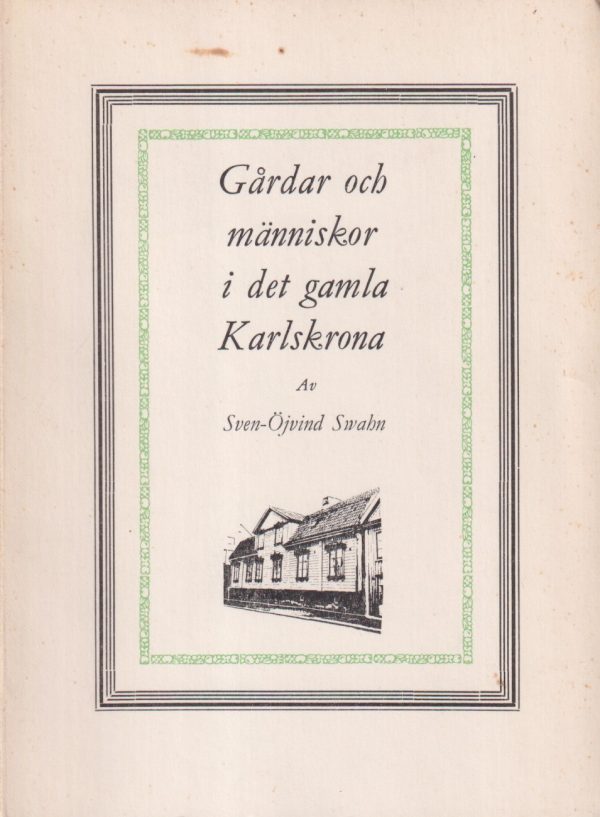 Gårdar och
människor
i det gamla
Karlskrona
Av
Sven-Öjvind Swahn